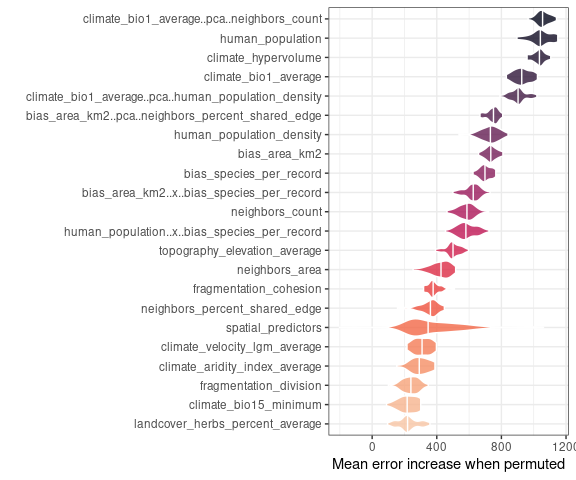 climate_bio1_average..pca..neighbors_count
human_population
climate_hypervolume
climate_bio1_average
climate_bio1_average..pca..human_population_density
bias_area_km2..pca..neighbors_percent_shared_edge
human_population_density
bias_area_km2
bias_species_per_record
bias_area_km2..x..bias_species_per_record
neighbors_count
human_population..x..bias_species_per_record
topography_elevation_average
neighbors_area
fragmentation_cohesion
neighbors_percent_shared_edge
spatial_predictors
climate_velocity_lgm_average
climate_aridity_index_average
fragmentation_division
climate_bio15_minimum
landcover_herbs_percent_average
0 400 800 1200
Mean error increase when permuted